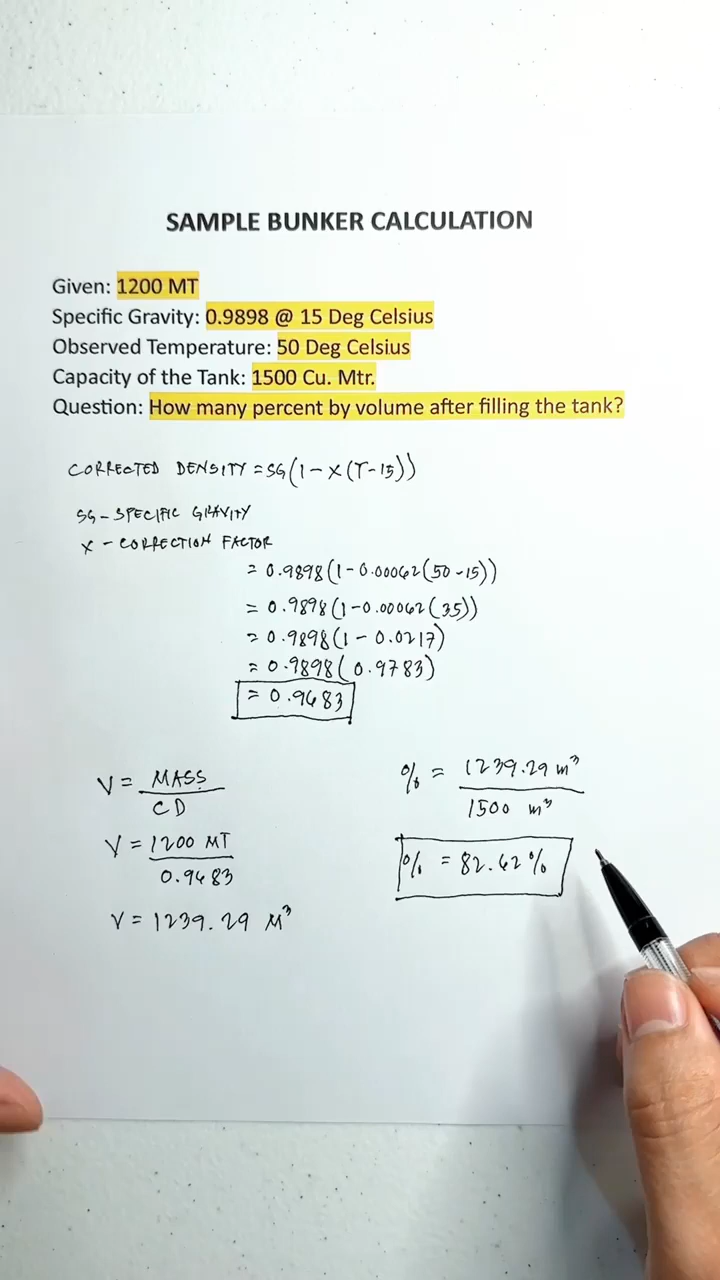 SAMPLE BUNKER CALCULATION
Given: 1200 MT
Specific Gravity: 0.9898 @ 15 Deg Celsius
Observed Temperature: 50 Deg Celsius
Capacity of the Tank: 1500 Cu. Mtr.
Question: How many percent by volume after filling the tank?
CORRECTED DENSITY = SG(1-X(T-15))
SG-SPECIFIC GRAVITY
X - CORRECTION FACTOR
= 0.9898(1-0.00062(50-15))
= 0.9898(1-0.00062(35))
= 0.9898(1-0.0217)
= 0.9898(0.9783)
= 0.9683
V = MASS
CD
V = 1200 MT
0.9683
V = 1239.29 M³
% = 1239.29 m³
1500 m³
% = 82.62%